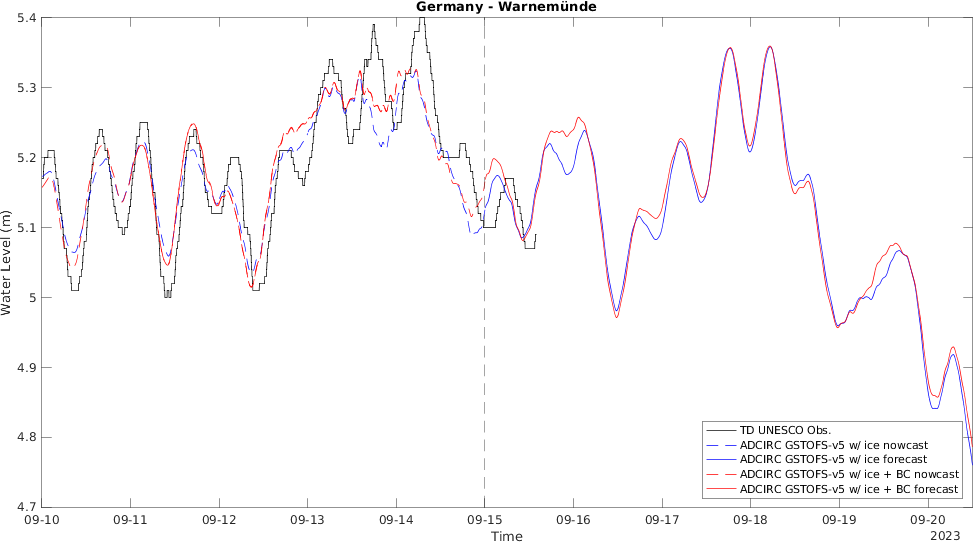 Germany - Warnemünde
5.4
5.3
5.2
5.1
5
4.9
4.8
4.7
Water Level (m)
TD UNESCO Obs.
ADCIRC GSTOFS-v5 w/ ice nowcast
ADCIRC GSTOFS-v5 w/ ice forecast
ADCIRC GSTOFS-v5 w/ ice + BC nowcast
ADCIRC GSTOFS-v5 w/ ice + BC forecast
09-10 09-11 09-12 09-13 09-14 09-15 09-16 09-17 09-18 09-19 09-20
Time
2023